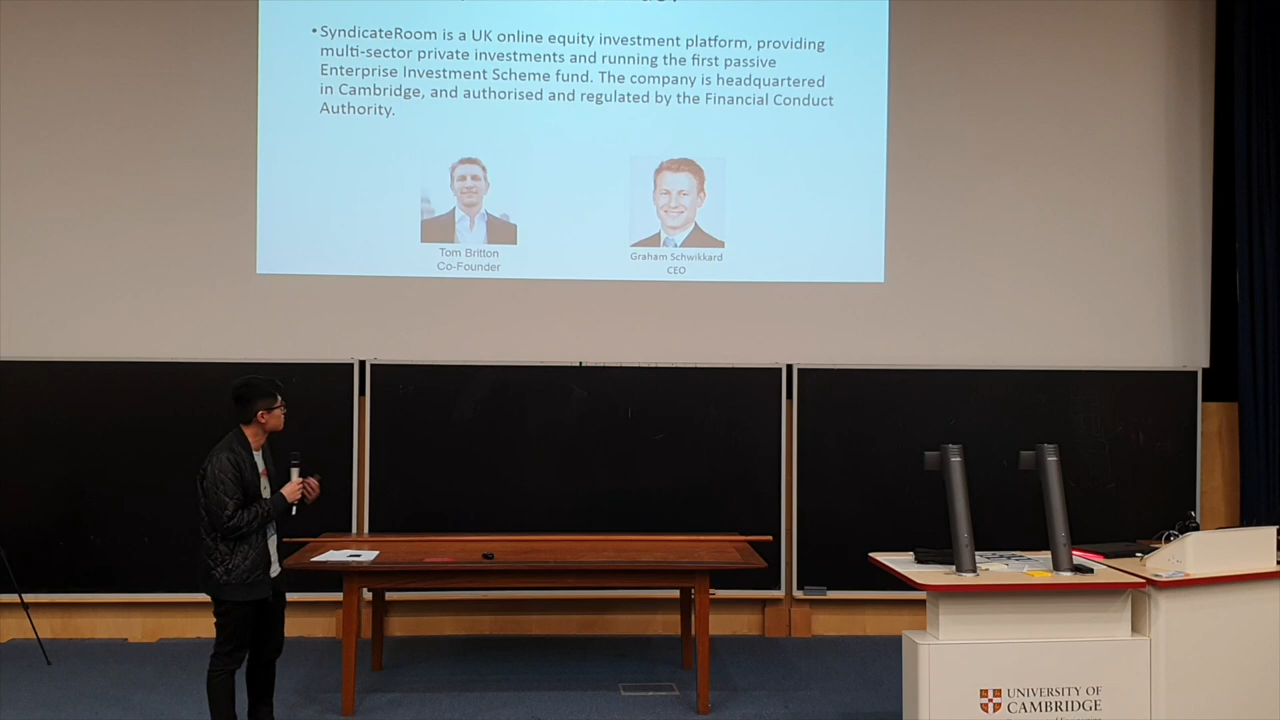 • SyndicateRoom is a UK online equity investment platform, providing
multi-sector private investments and running the first passive
Enterprise Investment Scheme fund. The company is headquartered
in Cambridge, and authorised and regulated by the Financial Conduct
Authority.
Tom Britton
Co-Founder
Graham Schwikkard
CEO
UNIVERSITY OF
CAMBRIDGE